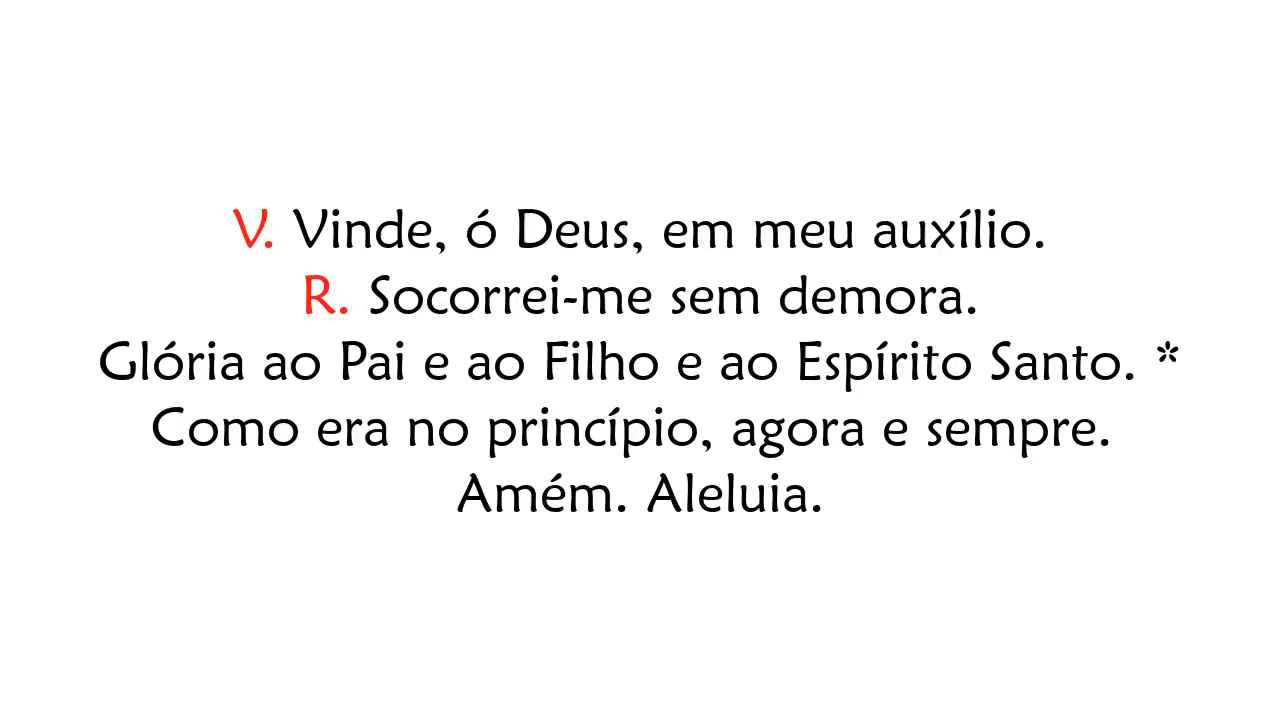 V. Vinde, ó Deus, em meu auxílio.
R. Socorrei-me sem demora.
Glória ao Pai e ao Filho e ao Espírito Santo. *
Como era no princípio, agora e sempre.
Amém. Aleluia.